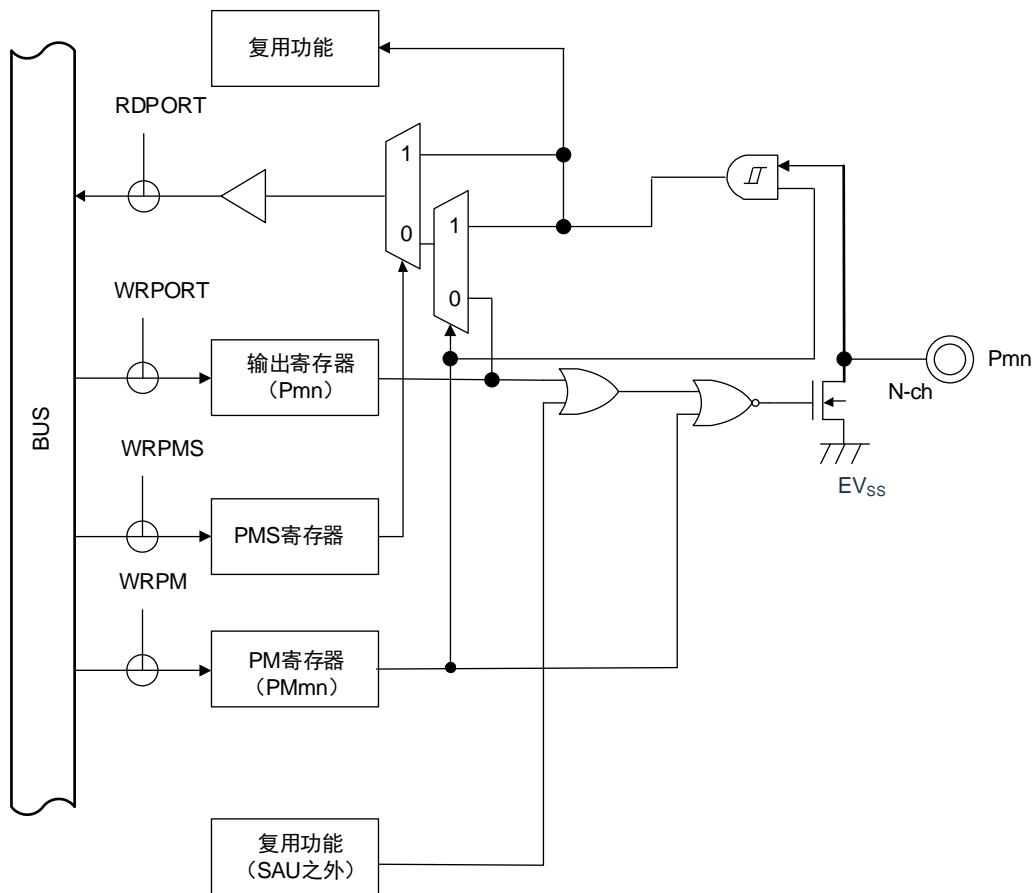 复用功能
RDPORT
1
0
1
0
WRPORT
输出寄存器
（Pmn）
Pmn
N-ch
EVSS
BUS
WRPMS
PMS寄存器
WRPM
PM寄存器
（PMmn）
复用功能
（SAU之外）